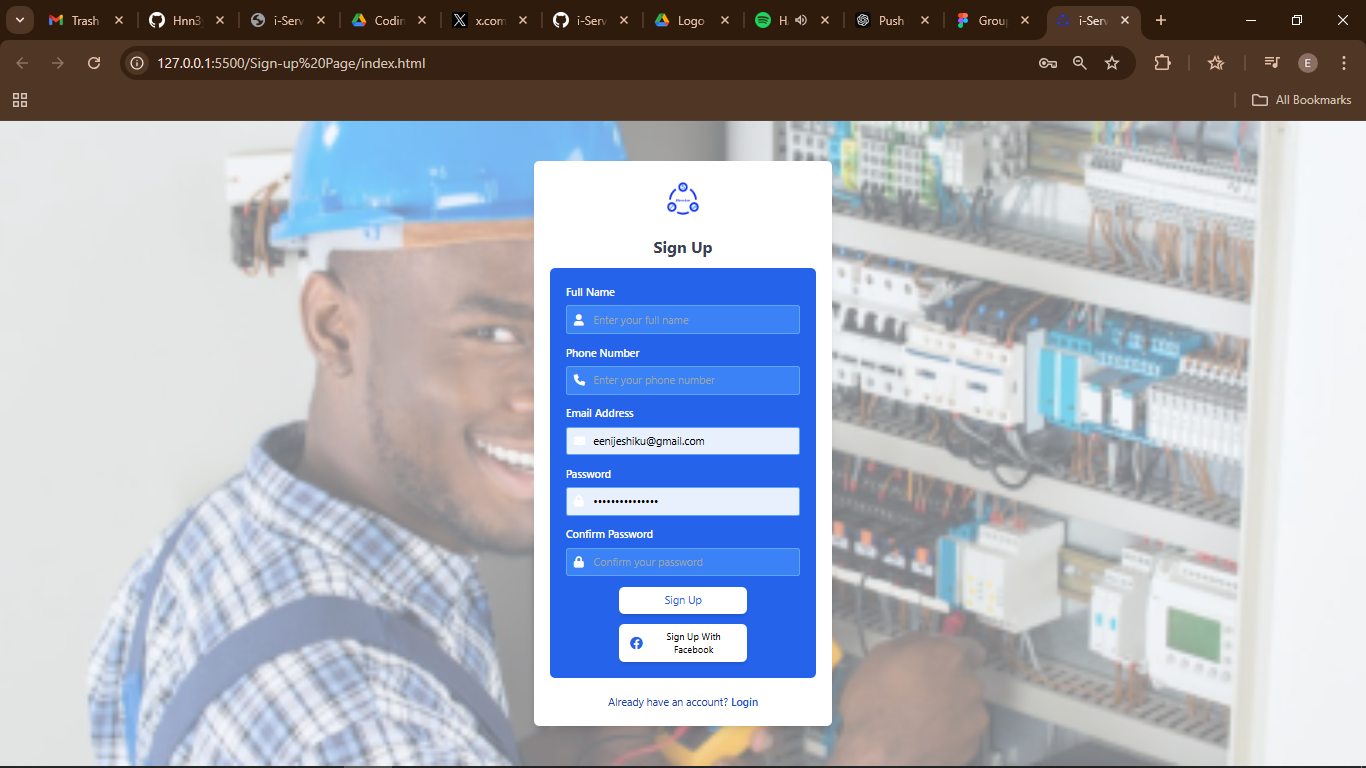 Trash
Hnn3
i-Serv
Codin
x.com
i-Serv
Logo
H
Push
Grou
i-Serv
127.0.0.1:5500/Sign-up%20Page/index.html
E
All Bookmarks
Sign Up
Full Name
Enter your full name
Phone Number
Enter your phone number
Email Address
eenijeshiku@gmail.com
Password
•••••••••••••••
Confirm Password
Confirm your password
Sign Up
Sign Up With
Facebook
Already have an account? Login